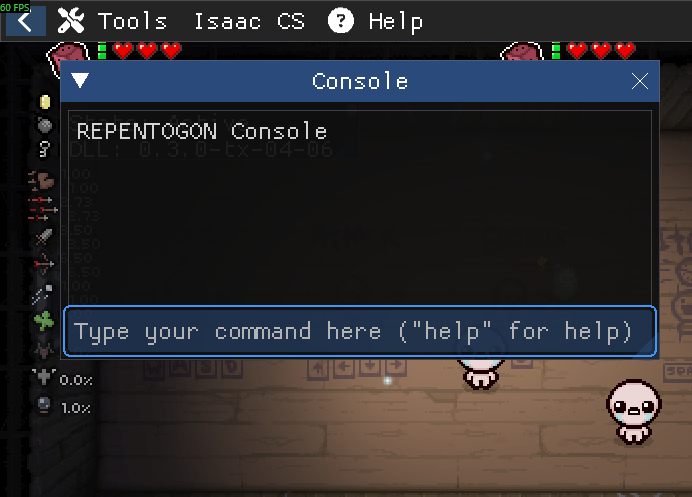 60 FPS
Tools Isaac CS ? Help
Console
REPENTOGON Console
DLL: 0.3.0-tx-04-06
Type your command here ("help" for help)
0.0%
1.0%